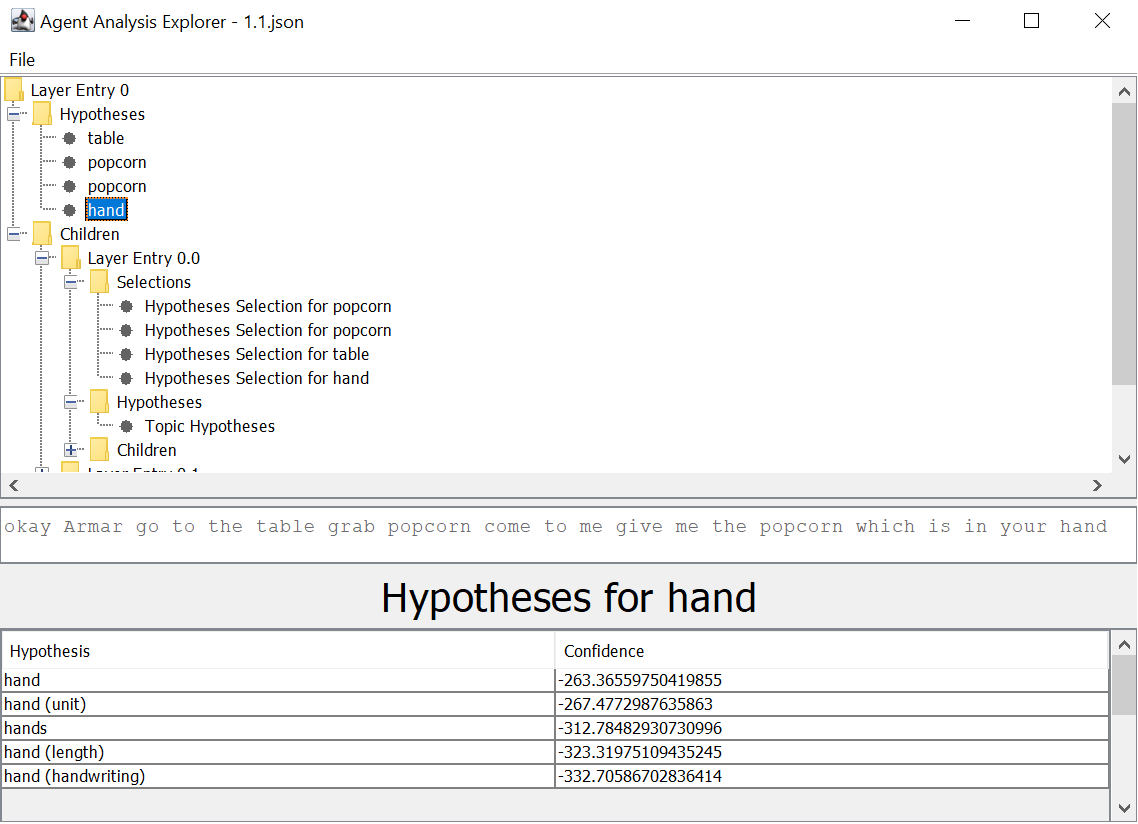 Agent Analysis Explorer - 1.1.json
File
Layer Entry 0
Hypotheses
table
popcorn
popcorn
hand
Children
Layer Entry 0.0
Selections
Hypotheses Selection for popcorn
Hypotheses Selection for popcorn
Hypotheses Selection for table
Hypotheses Selection for hand
Hypotheses
Topic Hypotheses
Children
Layer Entry 0.1
okay Armar go to the table grab popcorn come to me give me the popcorn which is in your hand
Hypotheses for hand
Hypothesis Confidence
hand -263.36559750419855
hand (unit) -267.4772987635863
hands -312.78482930730996
hand (length) -323.31975109435245
hand (handwriting) -332.70586702836414